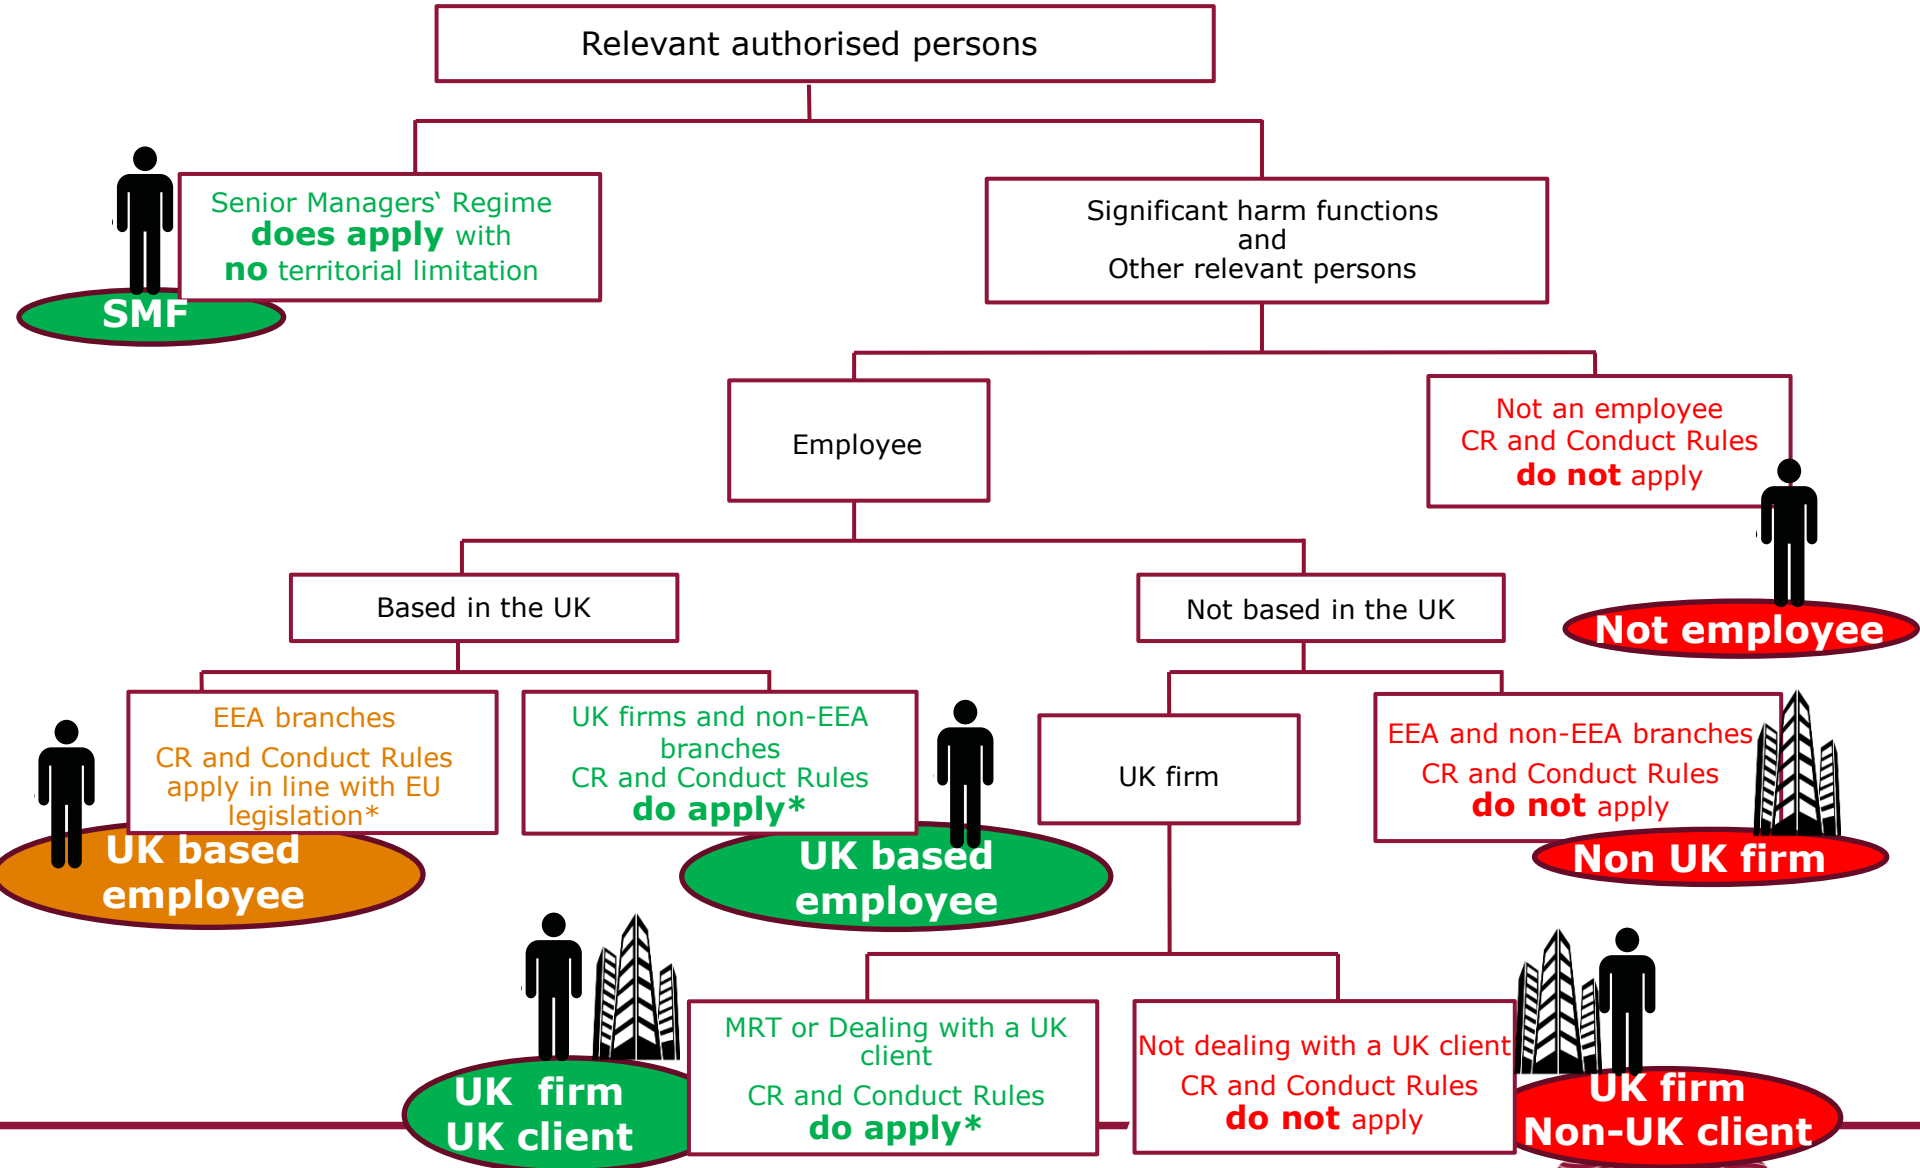 Relevant authorised persons
Senior Managers‛ Regime
does apply with
no territorial limitation
SMF
Significant harm functions
and
Other relevant persons
Employee
Not an employee
CR and Conduct Rules
do not apply
Not employee
Based in the UK
Not based in the UK
EEA branches
CR and Conduct Rules
apply in line with EU
legislation*
UK based
employee
UK firms and non-EEA
branches
CR and Conduct Rules
do apply*
UK based
employee
UK firm
EEA and non-EEA branches
CR and Conduct Rules
do not apply
Non UK firm
UK firm
UK client
MRT or Dealing with a UK
client
CR and Conduct Rules
do apply*
Not dealing with a UK client
CR and Conduct Rules
do not apply
UK firm
Non-UK client